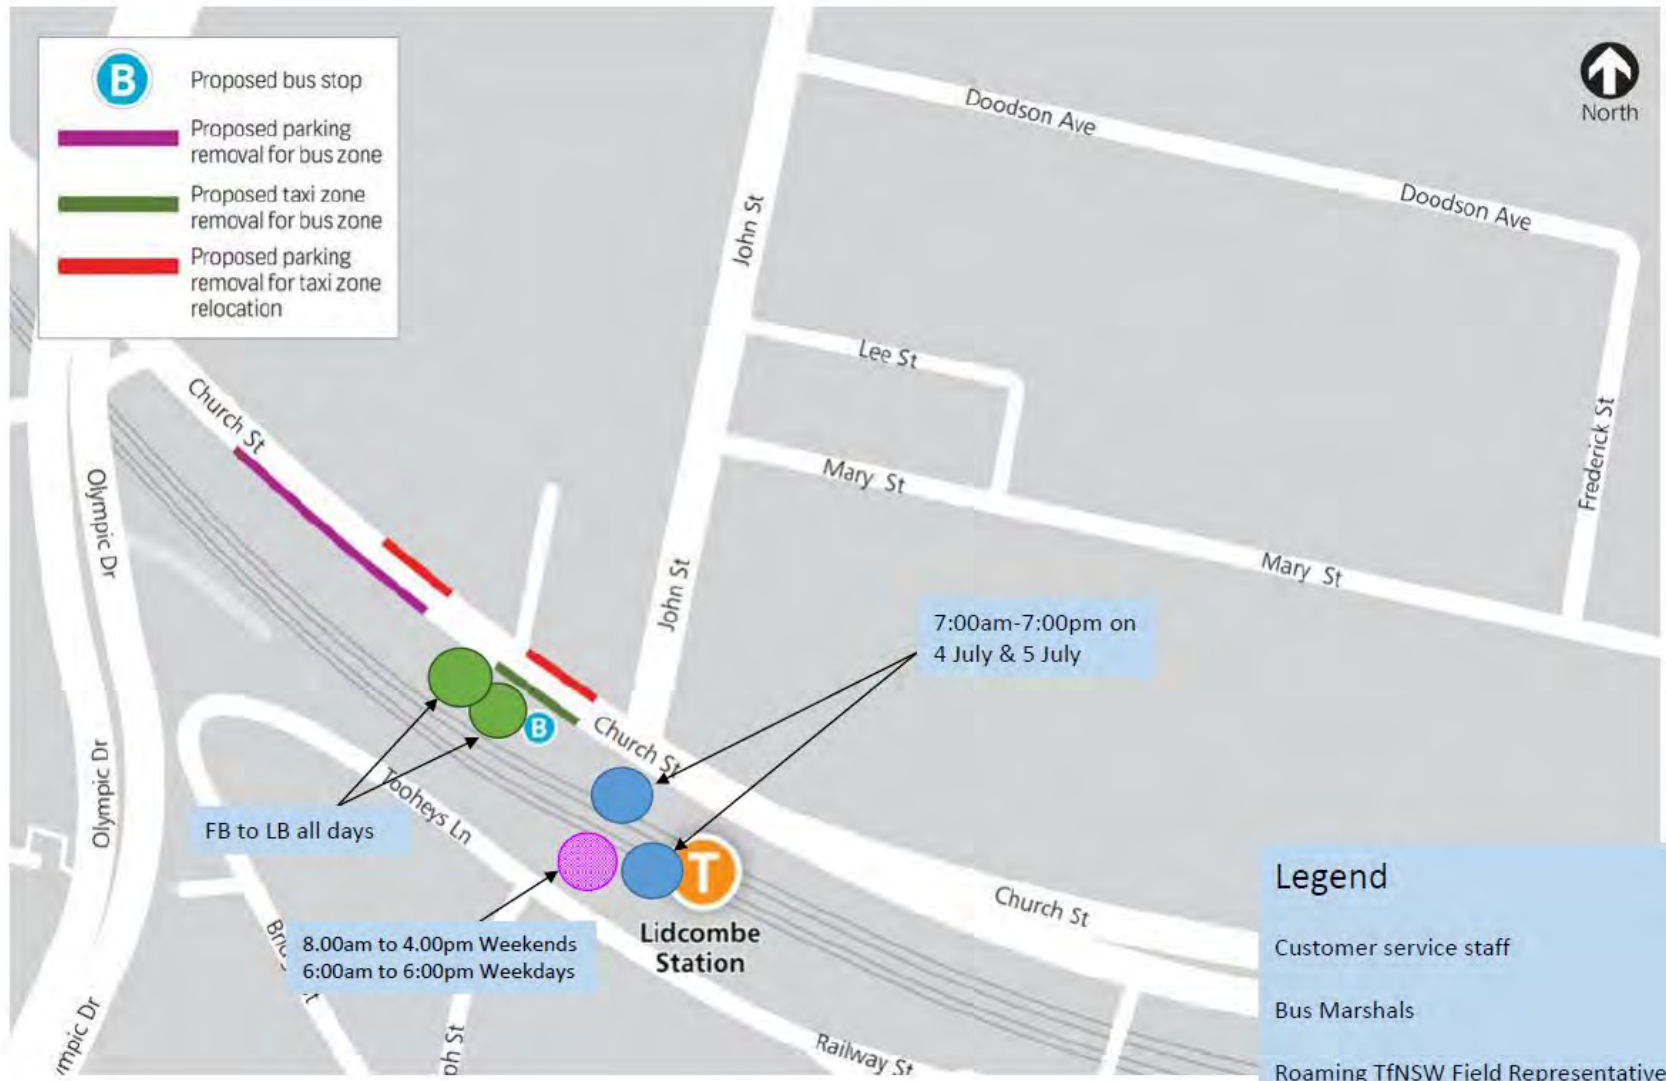 B
Proposed bus stop
Proposed parking
removal for bus zone
Proposed taxi zone
removal for bus zone
Proposed parking
removal for taxi zone
relocation
North
Doodson Ave
Doodson Ave
John St
Lee St
Frederick St
Church St
Mary St
Mary St
Olympic Dr
John St
7:00am-7:00pm on
4 July & 5 July
B
Church St
Olympic Dr
Tooheys Ln
FB to LB all days
T
Lidcombe
Station
Church St
8.00am to 4.00pm Weekends
6:00am to 6:00pm Weekdays
Legend
Customer service staff
Bus Marshals
Roaming TfNSW Field Representative
Railway St